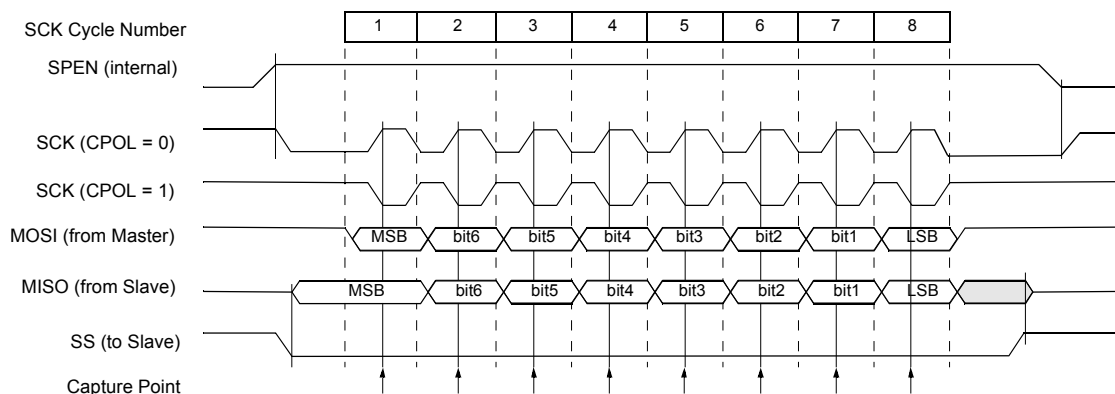 SCK Cycle Number 1 2 3 4 5 6 7 8
SPEN (internal)
SCK (CPOL = 0)
SCK (CPOL = 1)
MOSI (from Master) MSB bit6 bit5 bit4 bit3 bit2 bit1 LSB
MISO (from Slave) MSB bit6 bit5 bit4 bit3 bit2 bit1 LSB
SS (to Slave)
Capture Point